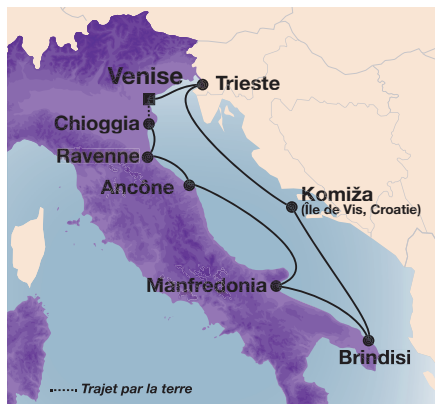 Venise
Trieste
Chioggia
Ravenne
Ancône
Komiža
(Île de Vis, Croatie)
Manfredonia
Brindisi
Trajet par la terre